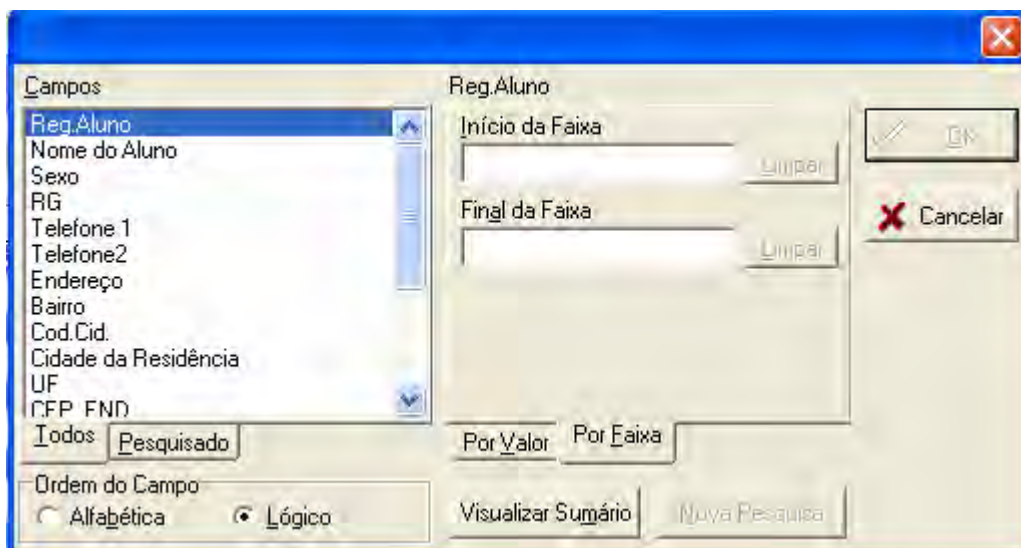 Campos
Reg.Aluno
Nome do Aluno
Sexo
RG
Telefone 1
Telefone2
Endereço
Bairro
Cod.Cid.
Cidade da Residência
UF
CEP_END
Todos
Pesquisado
Ordem do Campo
Alfabética
Lógico
Reg.Aluno
Início da Faixa
Limpar
Final da Faixa
Limpar
Por Valor
Por Faixa
Visualizar Sumário
Nova Pesquisa
OK
Cancelar